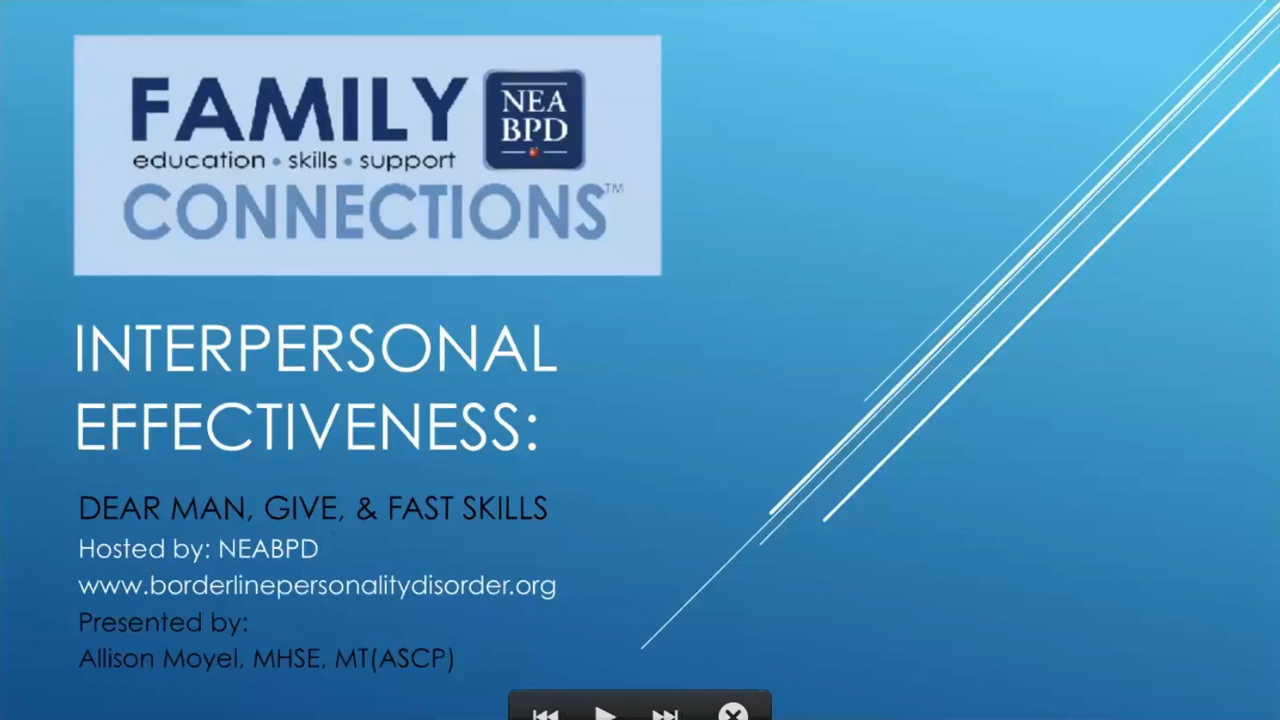 FAMILY
NEA
BPD
education • skills • support
CONNECTIONS™
INTERPERSONAL
EFFECTIVENESS:
DEAR MAN, GIVE, & FAST SKILLS
Hosted by: NEABPD
www.borderlinepersonalitydisorder.org
Presented by:
Allison Moyel, MHSE, MT(ASCP)